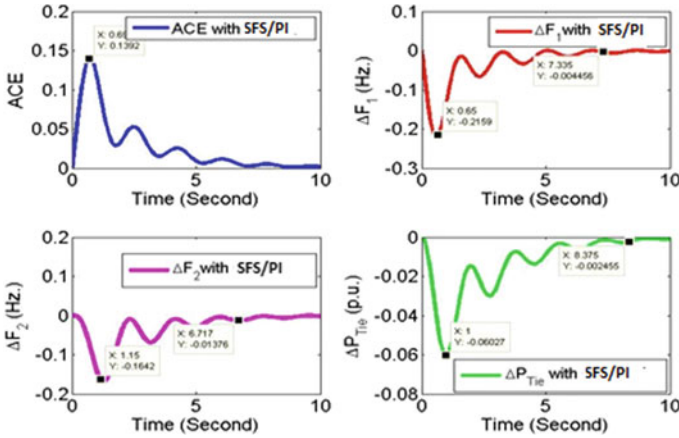 0.2
0.15
0.1
0.05
0
ACE
ACE with SFS/PI
Y: 0.1392
0
5
10
Time (Second)
0.1
0
-0.1
-0.2
-0.3
ΔF1 (Hz.)
ΔF1 with SFS/PI
X: 7.335
Y: -0.004456
X: 0.65
Y: -0.2159
0
5
10
Time (Second)
0.2
0.1
0
-0.1
-0.2
ΔF2 (Hz.)
ΔF2 with SFS/PI
X: 6.717
Y: -0.01376
X: 1.15
Y: -0.1642
0
5
10
Time (Second)
0
-0.02
-0.04
-0.06
-0.08
ΔPTie (p.u.)
X: 8.375
Y: -0.002455
X: 1
Y: -0.06027
ΔPTie with SFS/PI
0
5
10
Time (Second)